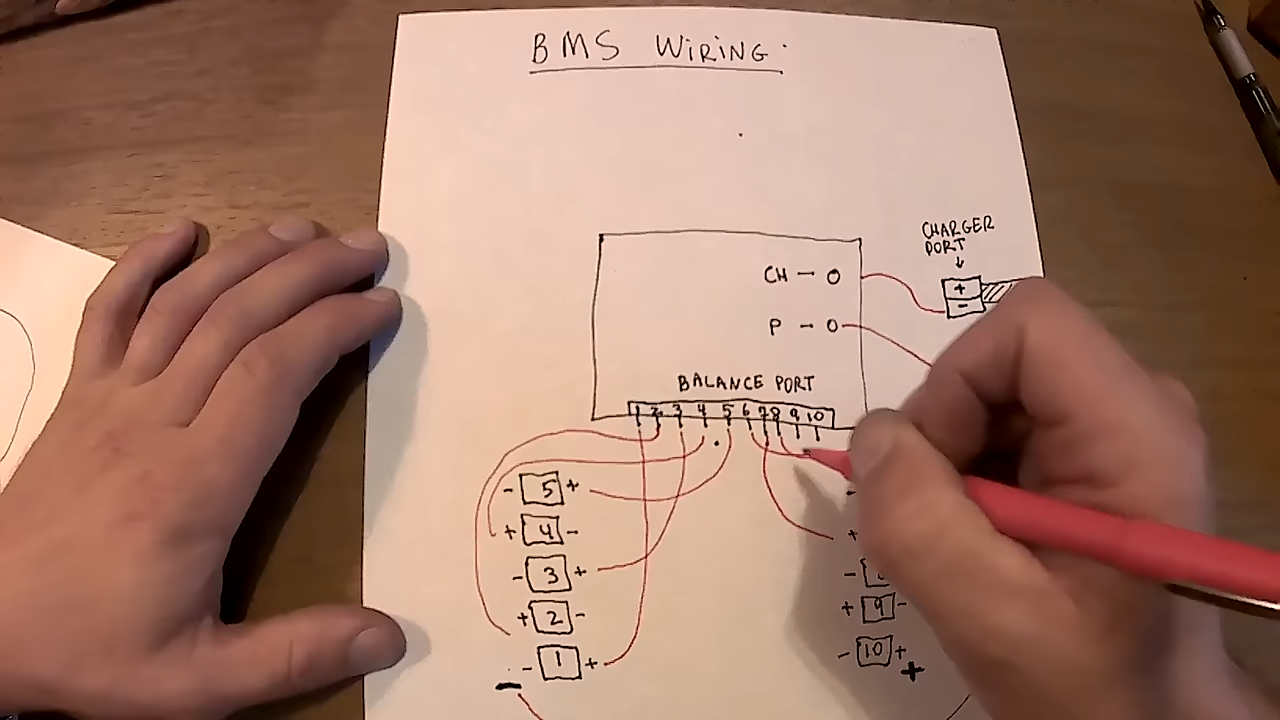 BMS WiRiNG
CHARGER
PORT
CH - O
+
-
P - O
BALANCE PORT
1 2 3 4 5 6 7 8 9 10
- 5 +
+ 4 -
- 3 +
+ 2 -
- 1 +
-
-
+
-
+ 9 -
- 10 +
+